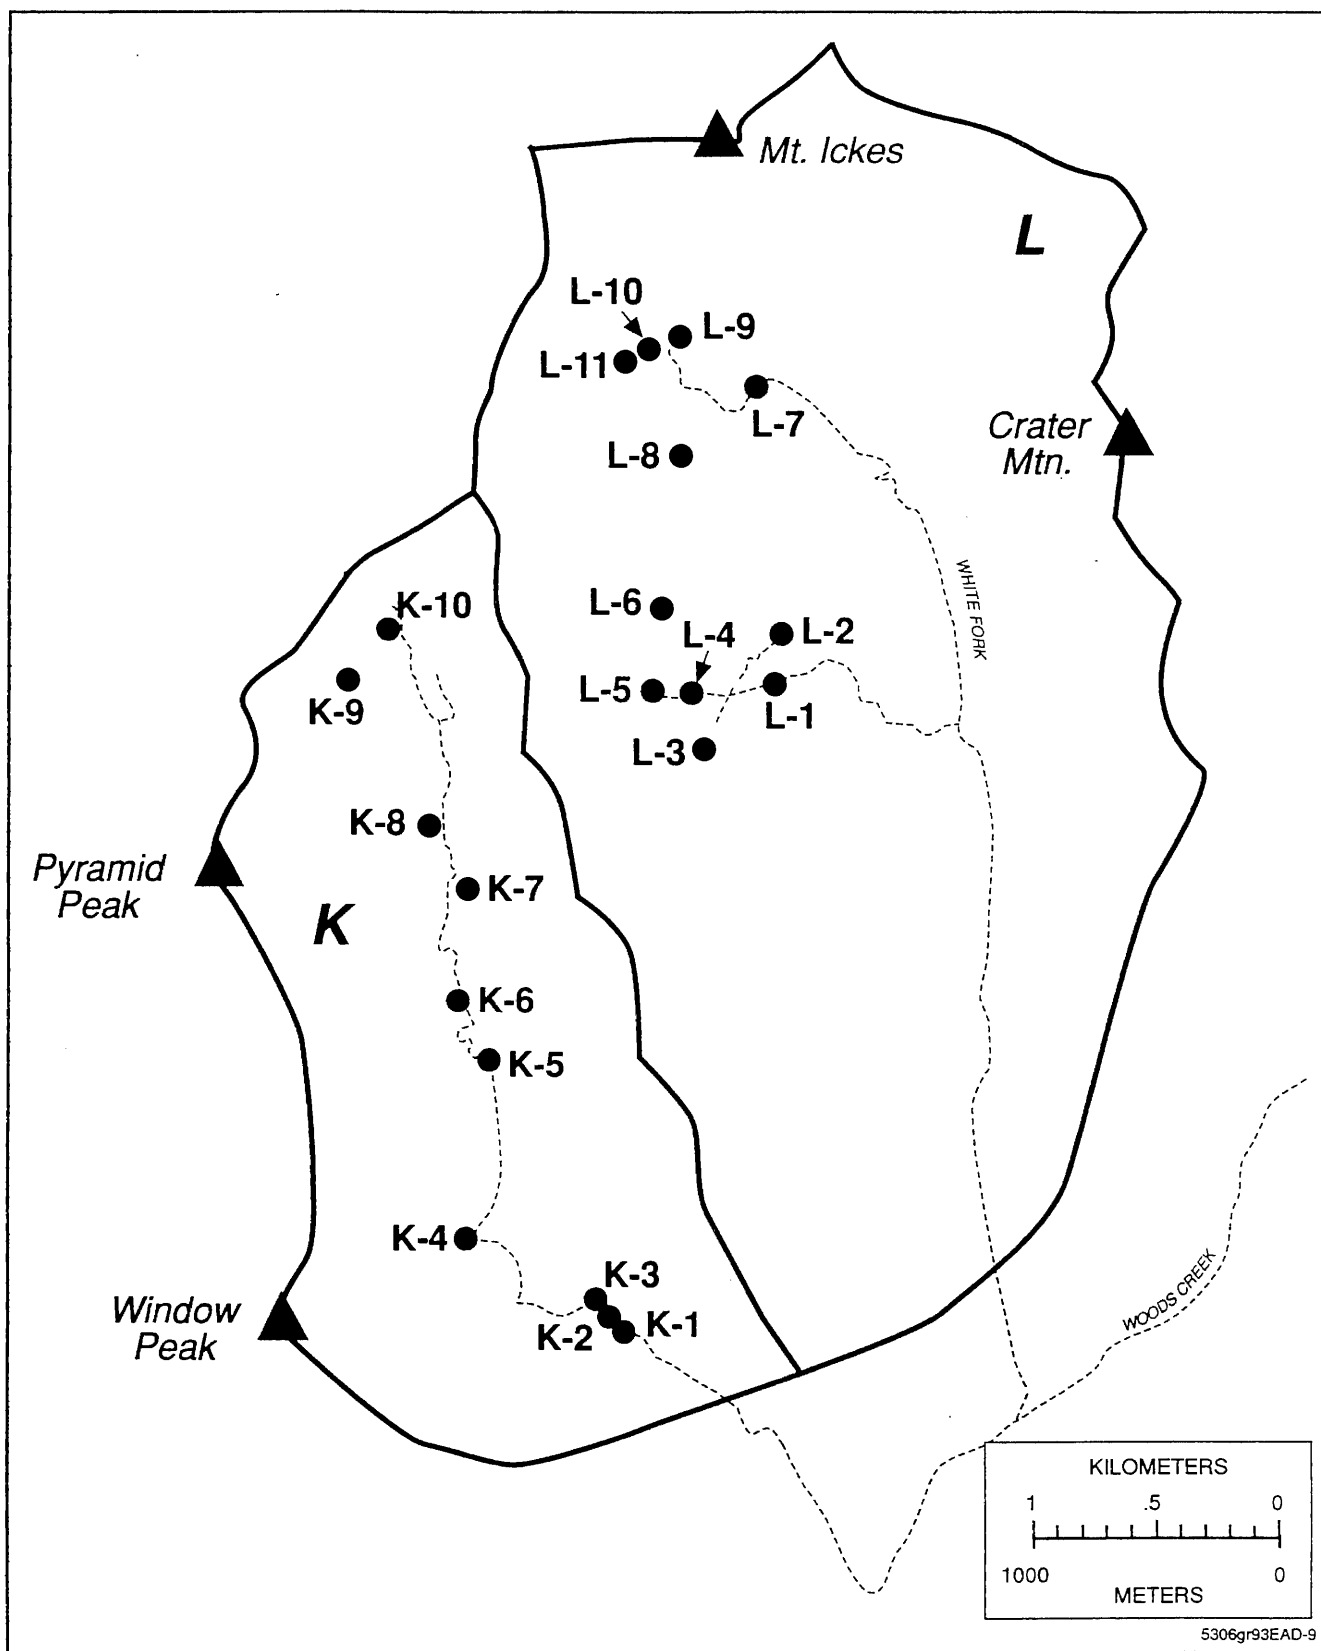 Mt. Ickes
L
L-10
L-9
L-11
L-7
Crater
Mtn.
L-8
WHITE FORK
K-10
L-6
L-4
L-2
L-5
L-1
K-9
L-3
K-8
Pyramid
Peak
K-7
K
K-6
K-5
K-4
K-3
WOODS CREEK
Window
Peak
K-2
K-1
KILOMETERS
1 .5 0
1000 0
METERS
5306gr93EAD-9